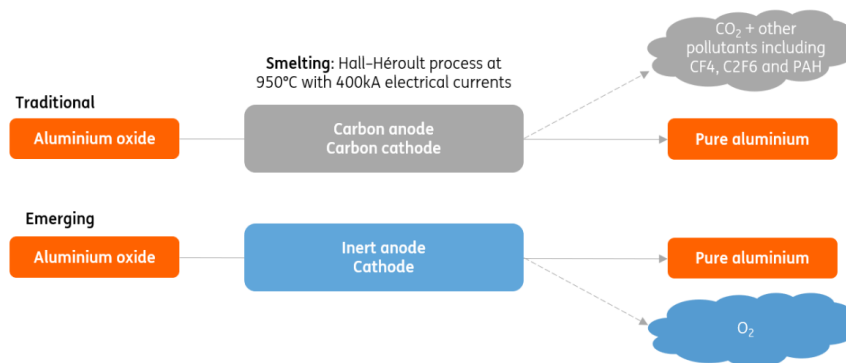 CO₂ + other
pollutants including
CF4, C2F6 and PAH
Smelting: Hall–Héroult process at
950°C with 400kA electrical currents
Traditional
Aluminium oxide
Carbon anode
Carbon cathode
Pure aluminium
Emerging
Aluminium oxide
Inert anode
Cathode
Pure aluminium
O₂